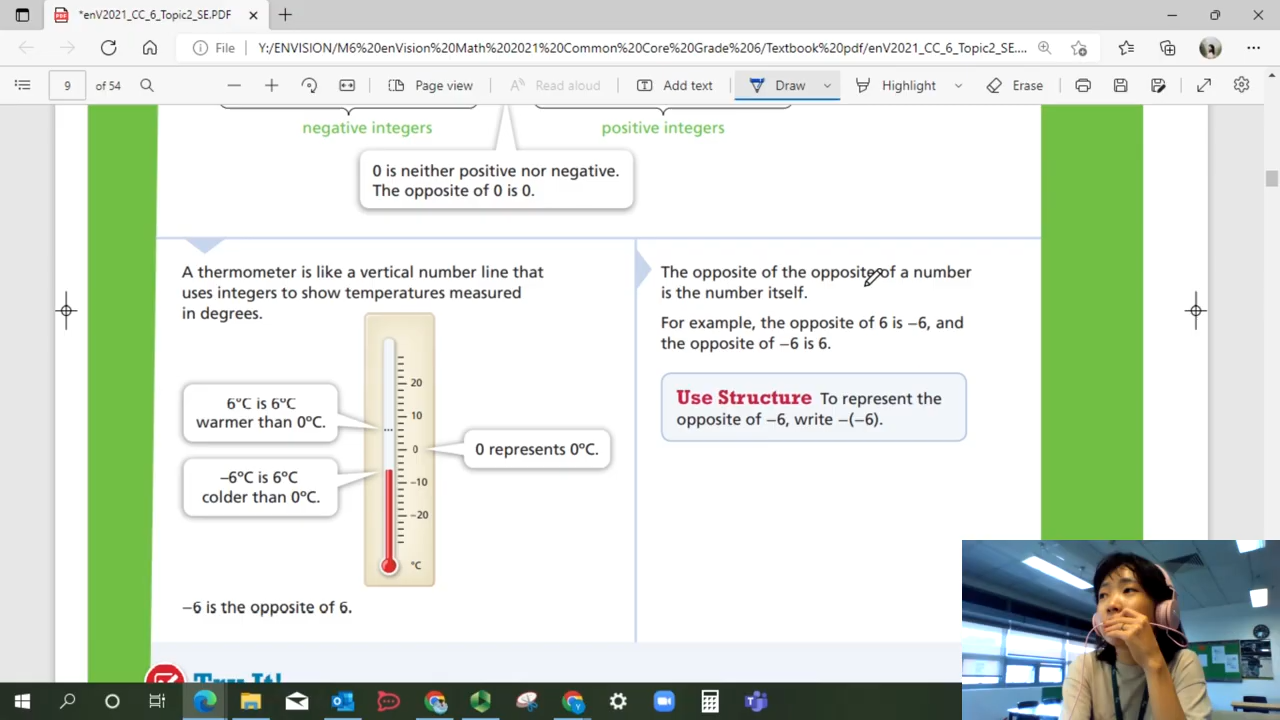 *enV2021_CC_6_Topic2_SE.PDF
File Y:/ENVISION/M6%20enVision%20Math%202021%20Common%20Core%20Grade%206/Textbook%20pdf/enV2021_CC_6_Topic2_SE....
9 of 54 Page view Read aloud Add text Draw Highlight Erase
negative integers
positive integers
0 is neither positive nor negative.
The opposite of 0 is 0.
A thermometer is like a vertical number line that
uses integers to show temperatures measured
in degrees.
6°C is 6°C
warmer than 0°C.
–6°C is 6°C
colder than 0°C.
20
10
0
–10
–20
°C
0 represents 0°C.
–6 is the opposite of 6.
The opposite of the opposite of a number
is the number itself.
For example, the opposite of 6 is –6, and
the opposite of –6 is 6.
Use Structure To represent the
opposite of –6, write –(–6).
Try It!